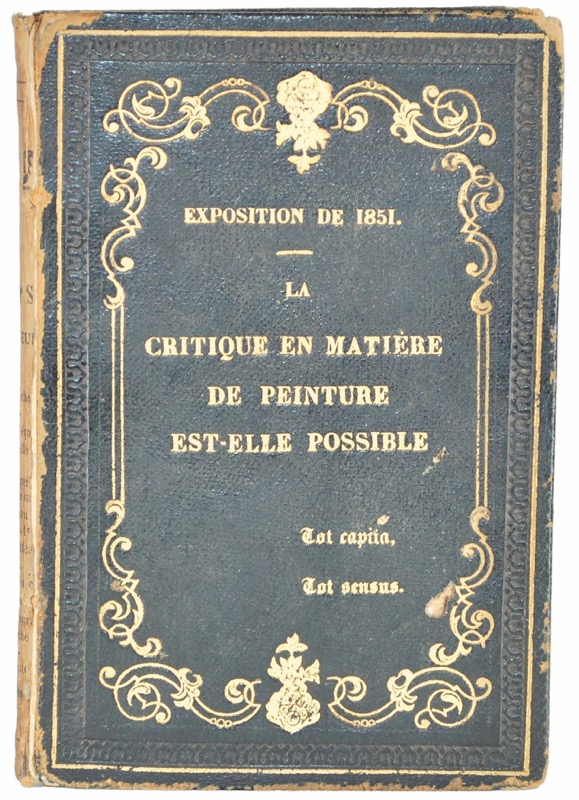 EXPOSITION DE 1851.
LA
CRITIQUE EN MATIÈRE
DE PEINTURE
EST-ELLE POSSIBLE
Tot capita,
Tot sensus.